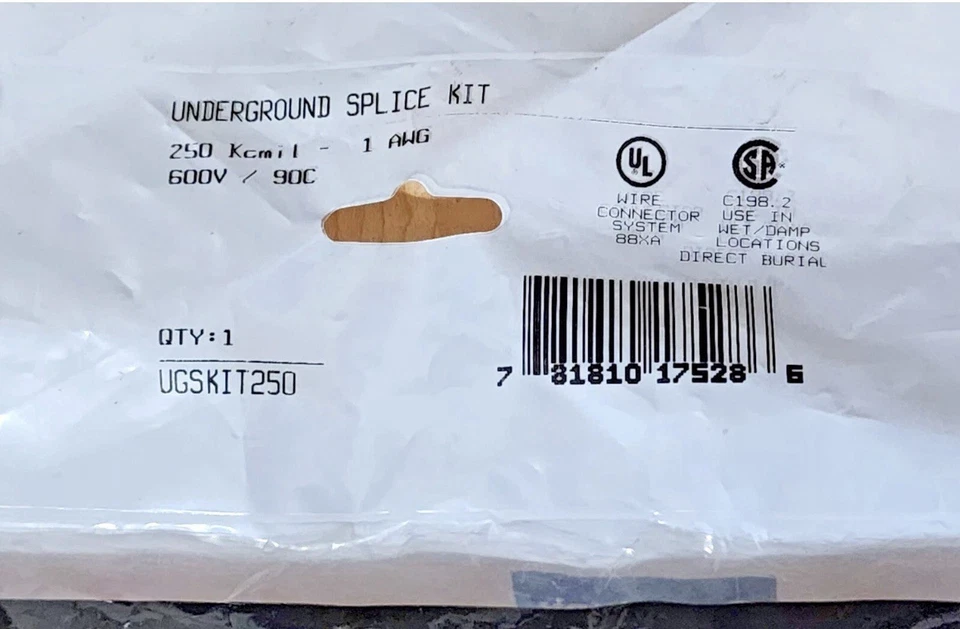 UNDERGROUND SPLICE KIT
250 Kcmil - 1 AWG
600V / 90C
UL
WIRE
CONNECTOR
SYSTEM
88XA
SA
C198.2
USE IN
WET/DAMP
LOCATIONS
DIRECT BURIAL
QTY:1
UGSKIT250
7 81810 17528 6